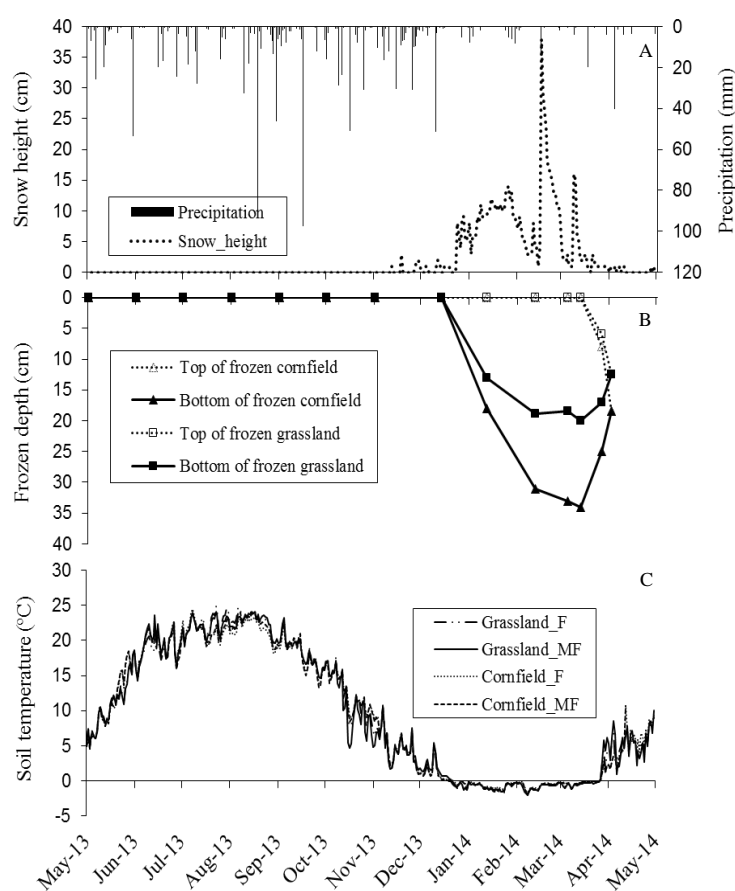 A
Snow height (cm)
40
35
30
25
20
15
10
5
0
Precipitation
Snow_height
0
20
40
60
80
100
120
Precipitation (mm)
B
Frozen depth (cm)
0
5
10
15
20
25
30
35
40
Top of frozen cornfield
Bottom of frozen cornfield
Top of frozen grassland
Bottom of frozen grassland
C
Soil temperature (°C)
30
25
20
15
10
5
0
-5
Grassland_F
Grassland_MF
Cornfield_F
Cornfield_MF
May-13
Jun-13
Jul-13
Aug-13
Sep-13
Oct-13
Nov-13
Dec-13
Jan-14
Feb-14
Mar-14
Apr-14
May-14